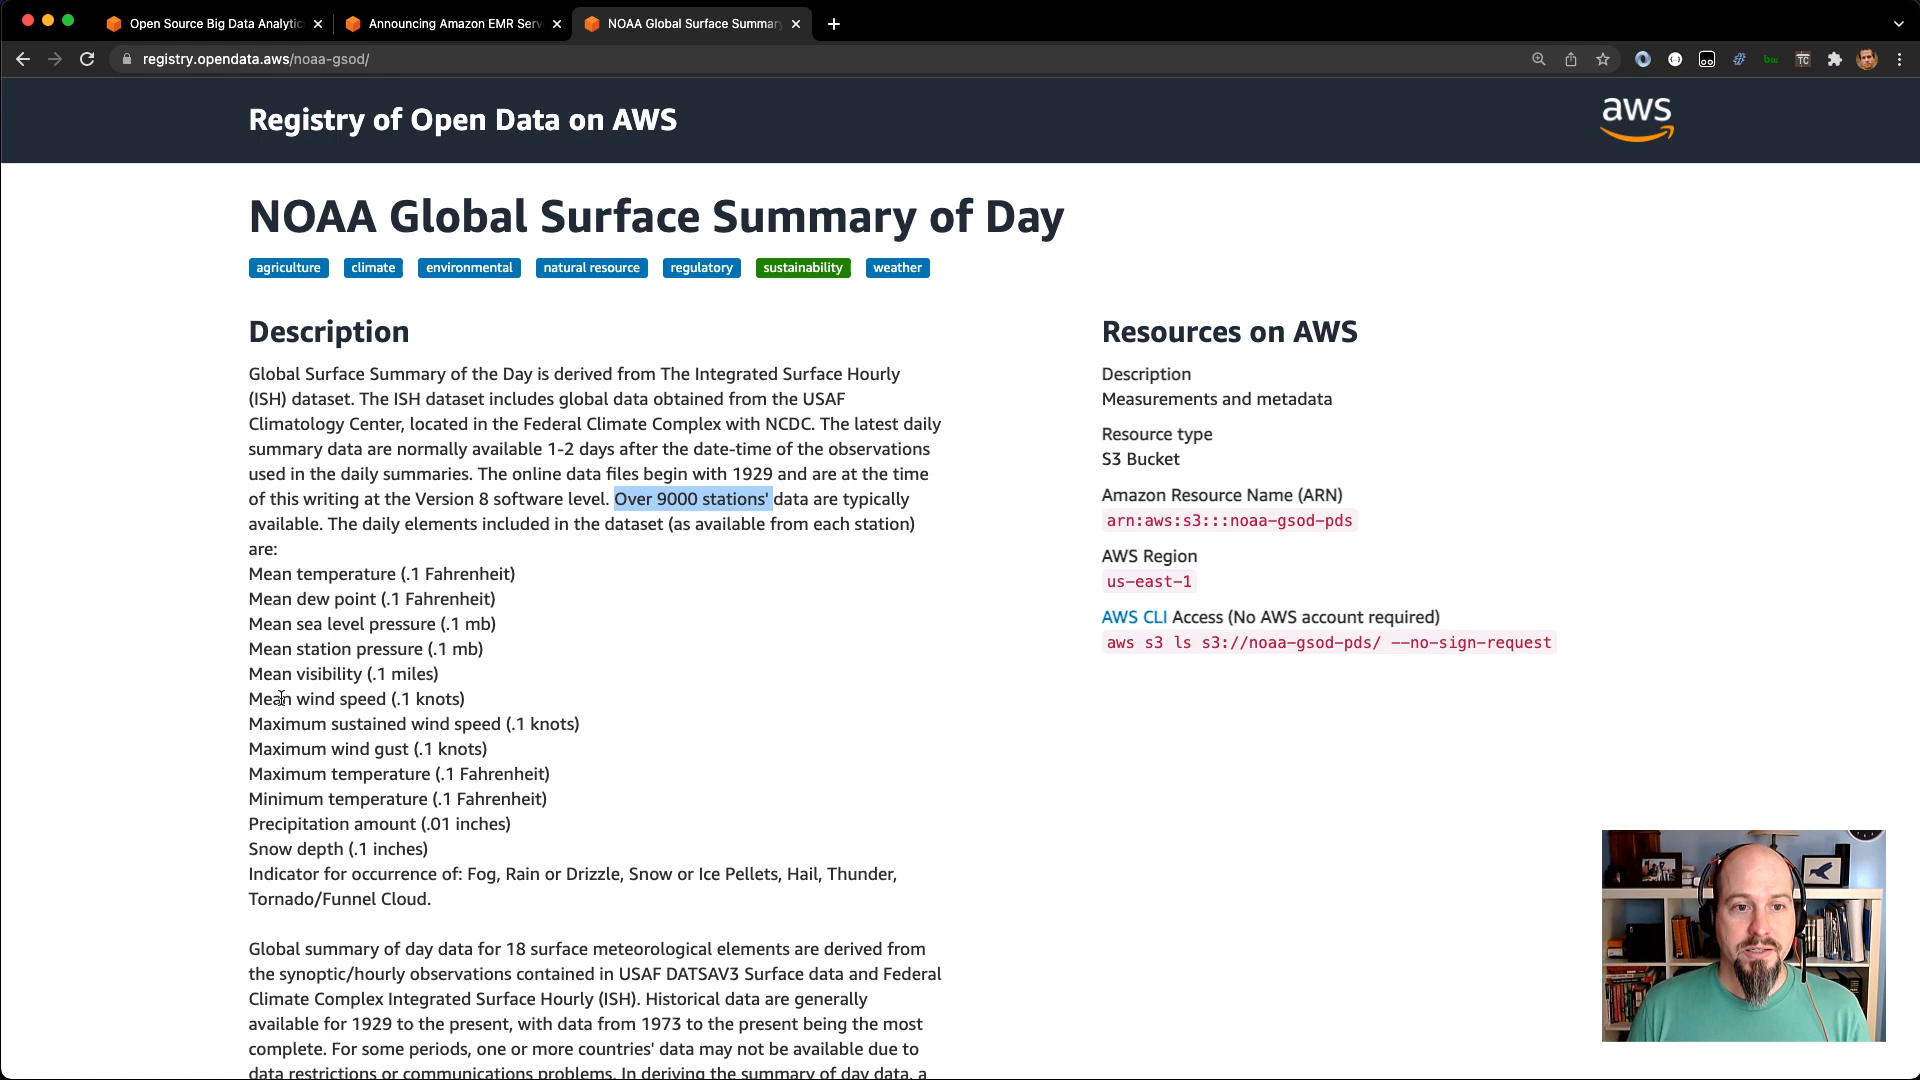 Open Source Big Data Analytic
Announcing Amazon EMR Serv
NOAA Global Surface Summary
registry.opendata.aws/noaa-gsod/
bw
TC
Registry of Open Data on AWS
aws
NOAA Global Surface Summary of Day
agriculture
climate
environmental
natural resource
regulatory
sustainability
weather
Description
Global Surface Summary of the Day is derived from The Integrated Surface Hourly
(ISH) dataset. The ISH dataset includes global data obtained from the USAF
Climatology Center, located in the Federal Climate Complex with NCDC. The latest daily
summary data are normally available 1-2 days after the date-time of the observations
used in the daily summaries. The online data files begin with 1929 and are at the time
of this writing at the Version 8 software level. Over 9000 stations' data are typically
available. The daily elements included in the dataset (as available from each station)
are:
Mean temperature (.1 Fahrenheit)
Mean dew point (.1 Fahrenheit)
Mean sea level pressure (.1 mb)
Mean station pressure (.1 mb)
Mean visibility (.1 miles)
Mean wind speed (.1 knots)
Maximum sustained wind speed (.1 knots)
Maximum wind gust (.1 knots)
Maximum temperature (.1 Fahrenheit)
Minimum temperature (.1 Fahrenheit)
Precipitation amount (.01 inches)
Snow depth (.1 inches)
Indicator for occurrence of: Fog, Rain or Drizzle, Snow or Ice Pellets, Hail, Thunder,
Tornado/Funnel Cloud.
Global summary of day data for 18 surface meteorological elements are derived from
the synoptic/hourly observations contained in USAF DATSAV3 Surface data and Federal
Climate Complex Integrated Surface Hourly (ISH). Historical data are generally
available for 1929 to the present, with data from 1973 to the present being the most
complete. For some periods, one or more countries' data may not be available due to
data restrictions or communications problems. In deriving the summary of day data, a
Resources on AWS
Description
Measurements and metadata
Resource type
S3 Bucket
Amazon Resource Name (ARN)
arn:aws:s3:::noaa-gsod-pds
AWS Region
us-east-1
AWS CLI Access (No AWS account required)
aws s3 ls s3://noaa-gsod-pds/ --no-sign-request